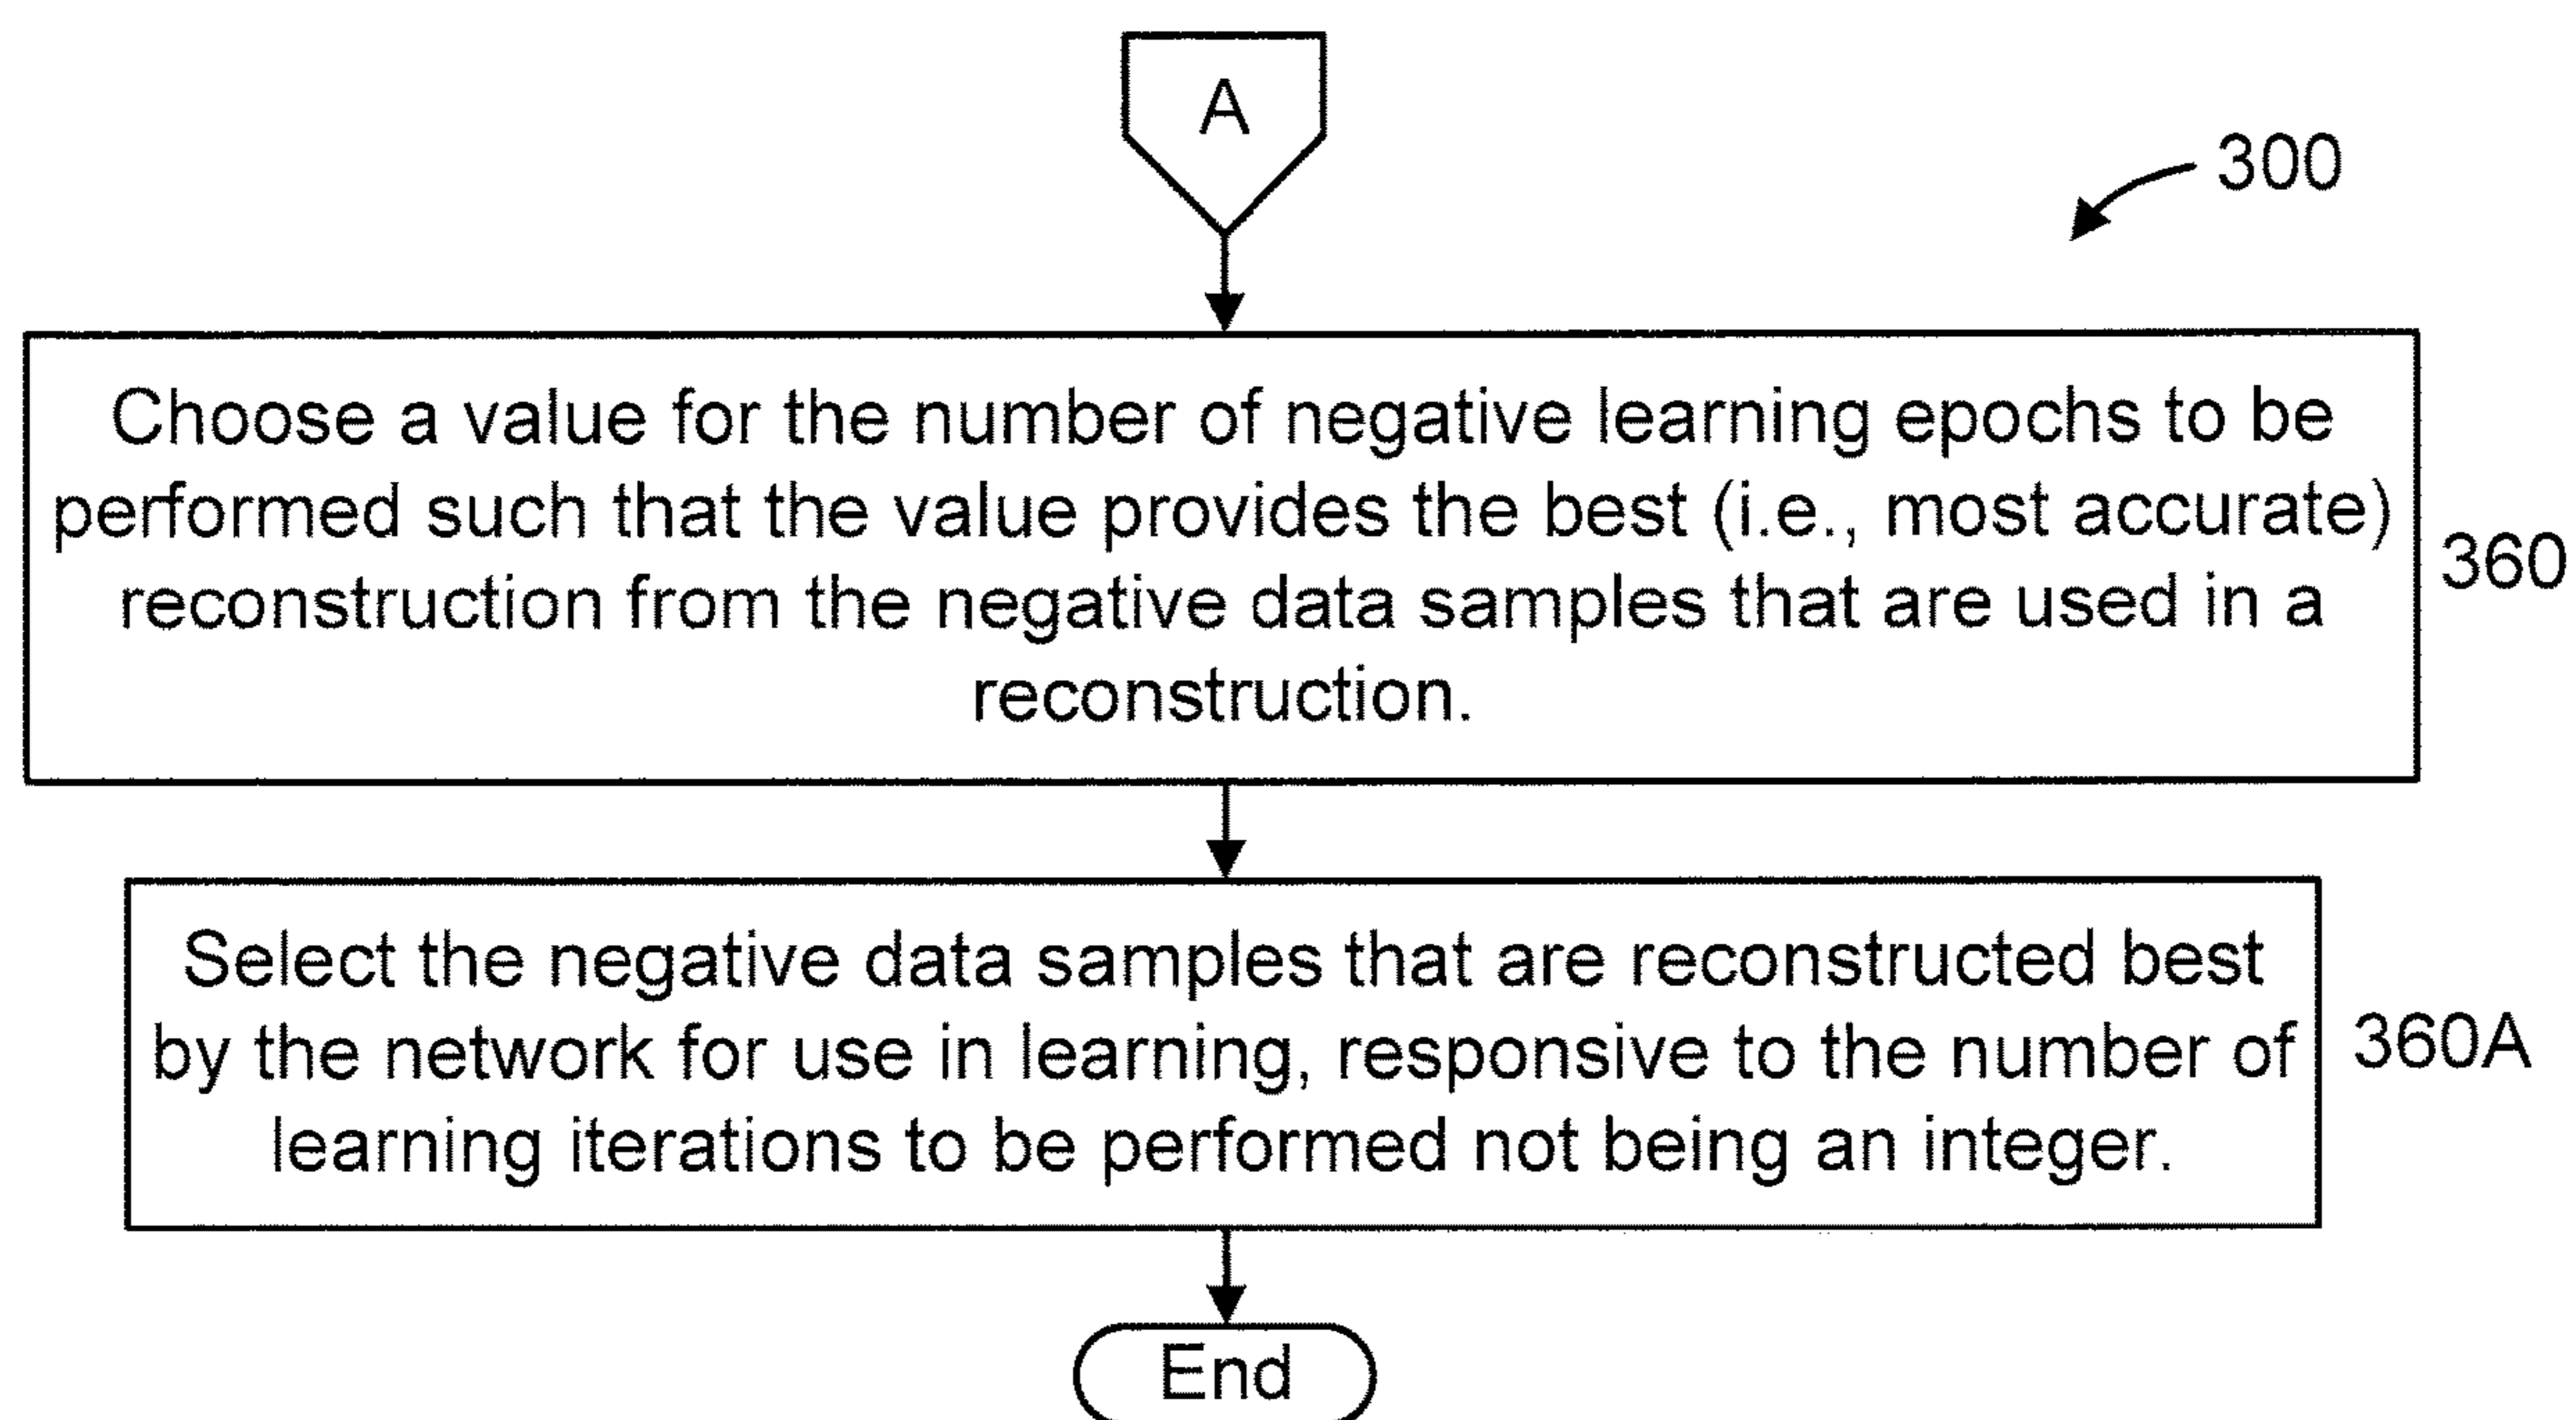 A
300
Choose a value for the number of negative learning epochs to be
performed such that the value provides the best (i.e., most accurate)
reconstruction from the negative data samples that are used in a
reconstruction.
360
Select the negative data samples that are reconstructed best
by the network for use in learning, responsive to the number of
learning iterations to be performed not being an integer.
360A
End